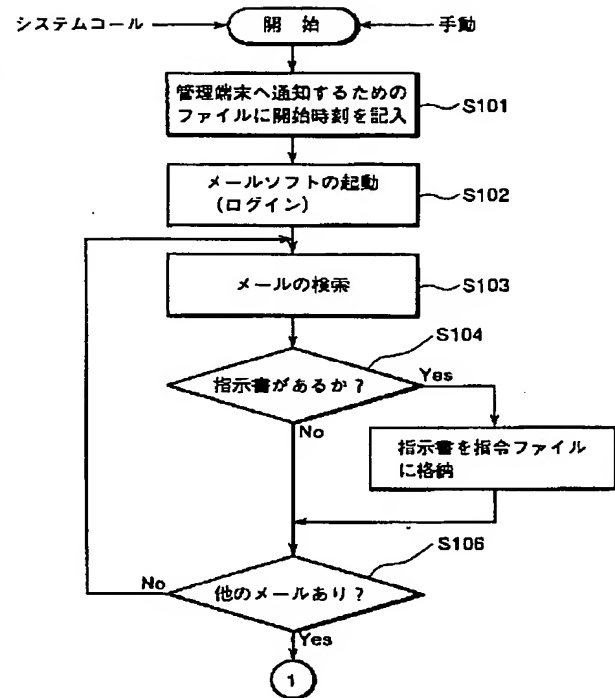 システムコール
開 始
手動
管理端末へ通知するための
ファイルに開始時刻を記入
S101
メールソフトの起動
(ログイン)
S102
メールの検索
S103
S104
指示書があるか？
Yes
No
指示書を指令ファイル
に格納
S106
No
他のメールあり？
Yes
1